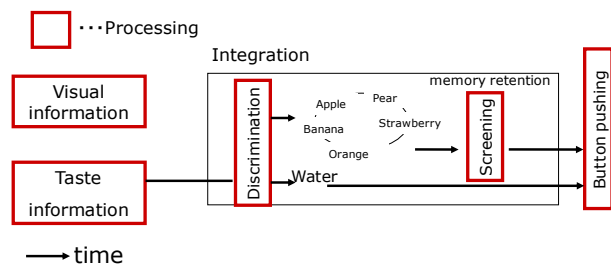 ···Processing
Integration
Visual
information
memory retention
Apple
Pear
Banana
Strawberry
Orange
Discrimination
Screening
Button pushing
Taste
information
Water
time